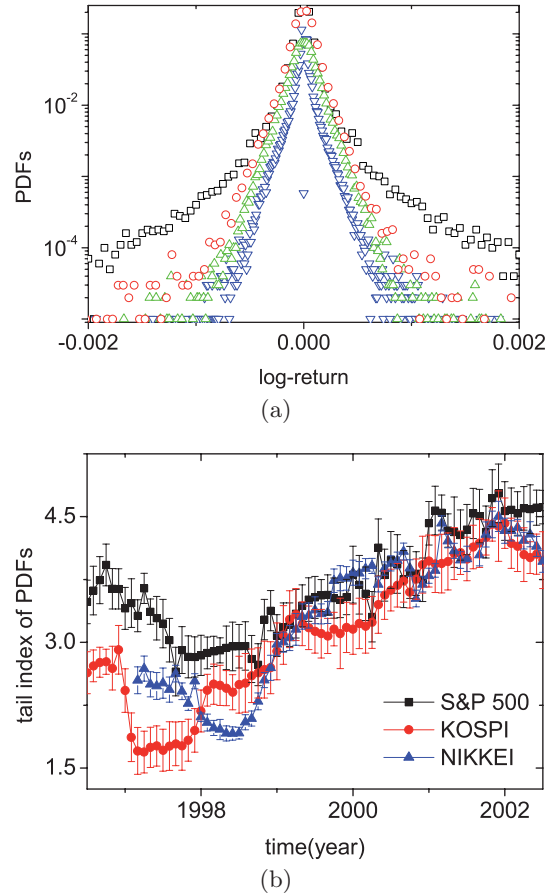 10⁻²
10⁻⁴
PDFs
-0.002 0.000 0.002
log-return
(a)
4.5
3.0
1.5
tail index of PDFs
S&P 500
KOSPI
NIKKEI
1998 2000 2002
time(year)
(b)